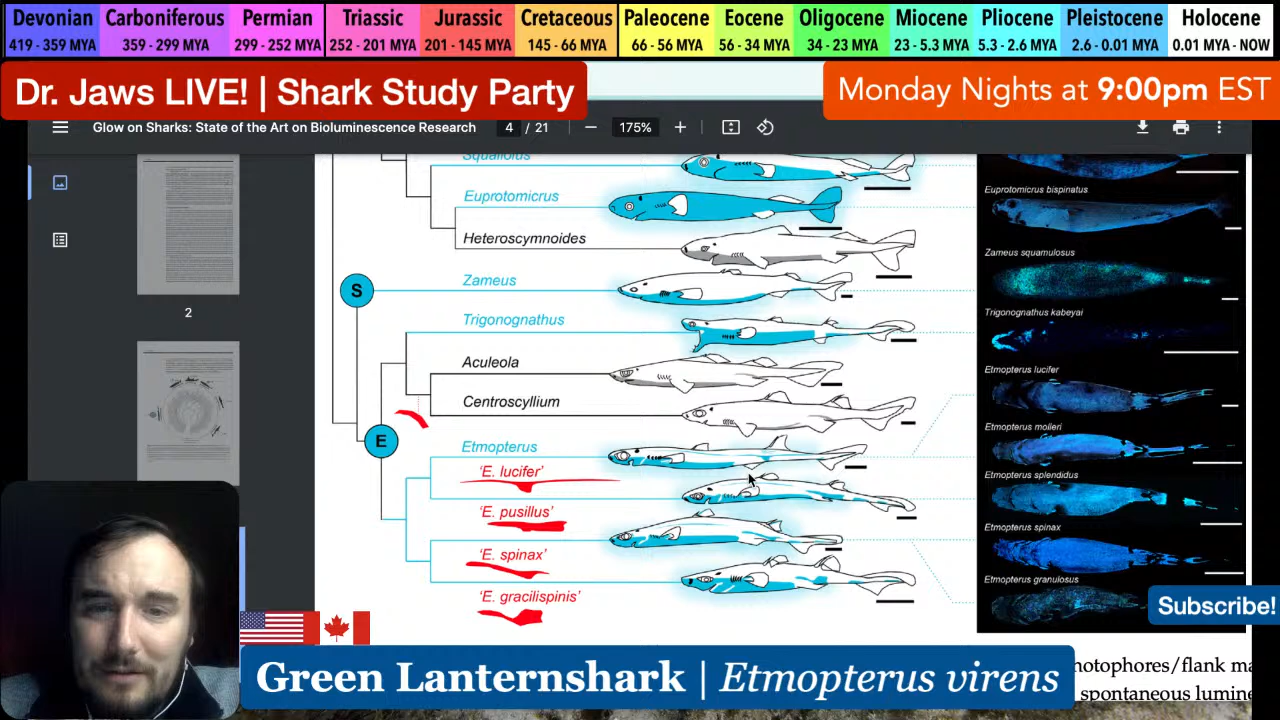 Devonian Carboniferous Permian Triassic Jurassic Cretaceous Paleocene Eocene Oligocene Miocene Pliocene Pleistocene Holocene
419 - 359 MYA 359 - 299 MYA 299 - 252 MYA 252 - 201 MYA 201 - 145 MYA 145 - 66 MYA 66 - 56 MYA 56 - 34 MYA 34 - 23 MYA 23 - 5.3 MYA 5.3 - 2.6 MYA 2.6 - 0.01 MYA 0.01 MYA - NOW
Dr. Jaws LIVE! | Shark Study Party
Monday Nights at 9:00pm EST
Glow on Sharks: State of the Art on Bioluminescence Research 4 / 21 175%
2
Squaliolus
Euprotomicrus
Heteroscymnoides
S
Zameus
Trigonognathus
Aculeola
Centroscyllium
E
Etmopterus
'E. lucifer'
'E. pusillus'
'E. spinax'
'E. gracilispinis'
Euprotomicrus bispinatus
Zameus squamulosus
Trigonognathus kabeyai
Etmopterus lucifer
Etmopterus molleri
Etmopterus splendidus
Etmopterus spinax
Etmopterus granulosus
Subscribe!
Green Lanternshark | Etmopterus virens
hotophores/flank ma
spontaneous lumine